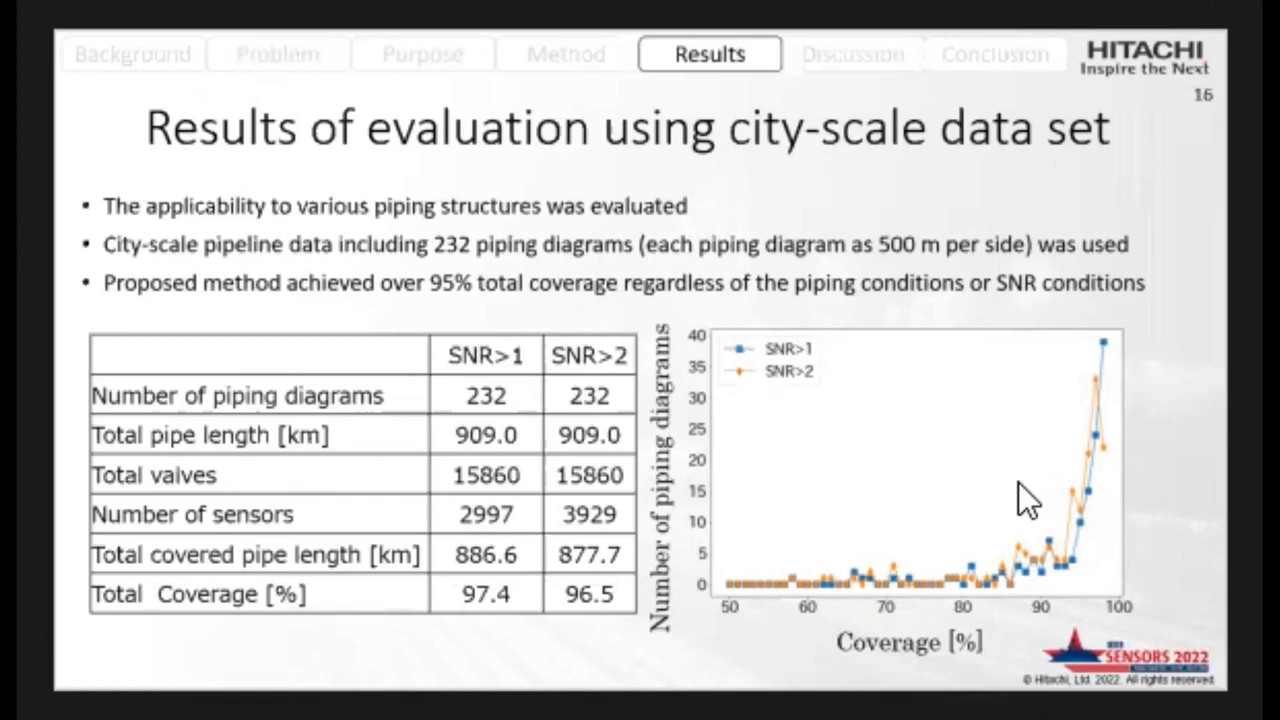 Background Problem Purpose Method Results Discussion Conclusion
HITACHI
Inspire the Next
16
Results of evaluation using city-scale data set
• The applicability to various piping structures was evaluated
• City-scale pipeline data including 232 piping diagrams (each piping diagram as 500 m per side) was used
• Proposed method achieved over 95% total coverage regardless of the piping conditions or SNR conditions
SNR>1 SNR>2
Number of piping diagrams 232 232
Total pipe length [km] 909.0 909.0
Total valves 15860 15860
Number of sensors 2997 3929
Total covered pipe length [km] 886.6 877.7
Total Coverage [%] 97.4 96.5
Number of piping diagrams
40
35
30
25
20
15
10
5
0
SNR>1
SNR>2
50 60 70 80 90 100
Coverage [%]
SENSORS 2022
© Hitachi, Ltd. 2022. All rights reserved.